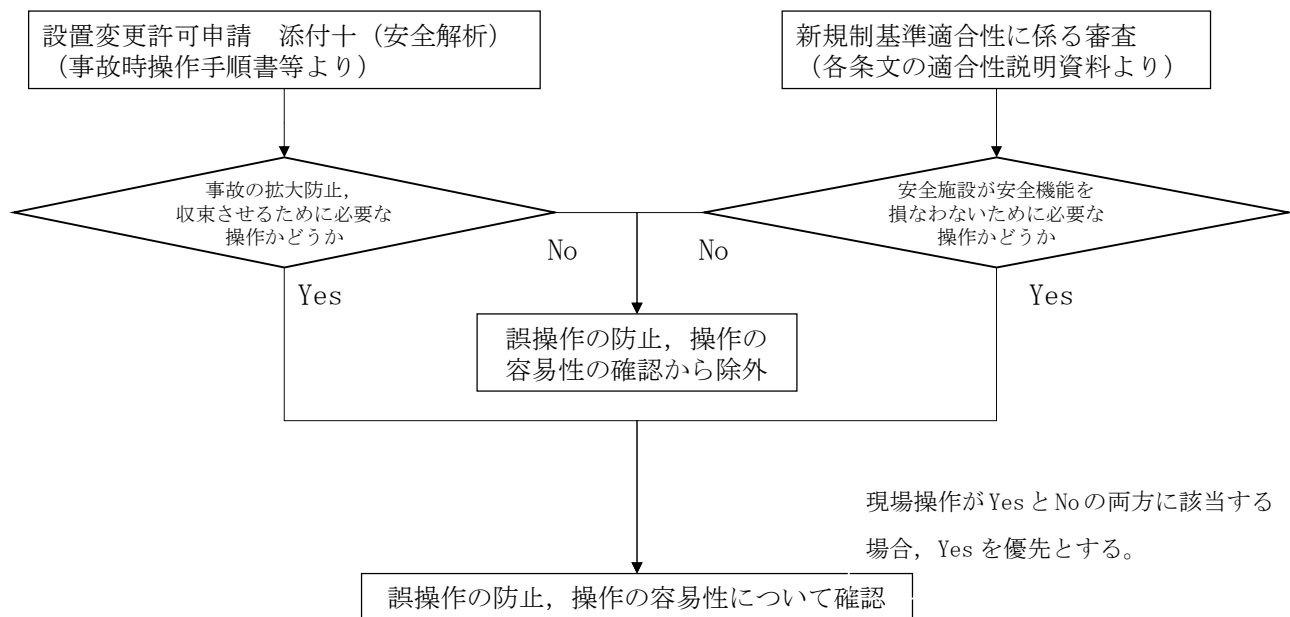 設置変更許可申請　添付十（安全解析）
（事故時操作手順書等より）
新規制基準適合性に係る審査
（各条文の適合性説明資料より）
事故の拡大防止，
収束させるために必要な
操作かどうか
安全施設が安全機能を
損なわないために必要な
操作かどうか
No
No
Yes
Yes
誤操作の防止，操作の
容易性の確認から除外
現場操作が Yes と No の両方に該当する
場合，Yes を優先とする。
誤操作の防止，操作の容易性について確認